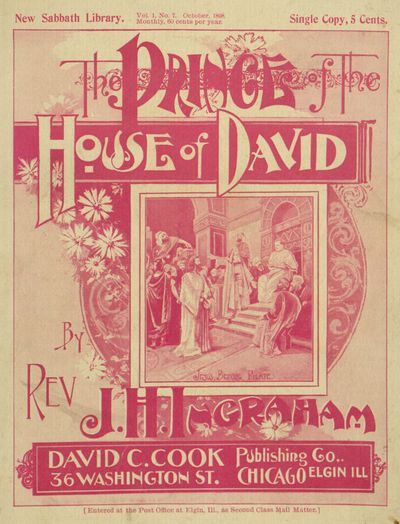 New Sabbath Library. Vol. 1, No. 7. October, 1898. Single Copy, 5 Cents.
Monthly, 60 cents per year.
The PRINCE of The
HOUSE of DAVID
Jesus Before Pilate
By
REV
J.H. INGRAHAM
DAVID C. COOK Publishing Co..
36 WASHINGTON ST. CHICAGO ELGIN ILL
[Entered at the Post Office at Elgin, Ill., as Second Class Mail Matter.]